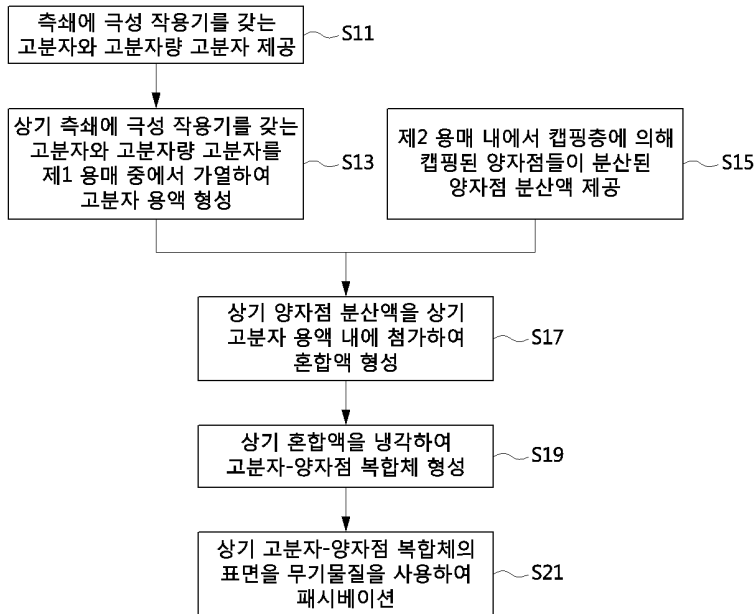 측쇄에 극성 작용기를 갖는
고분자와 고분자량 고분자 제공
S11
상기 측쇄에 극성 작용기를 갖는
고분자와 고분자량 고분자를
제1 용매 중에서 가열하여
고분자 용액 형성
S13
제2 용매 내에서 캡핑층에 의해
캡핑된 양자점들이 분산된
양자점 분산액 제공
S15
상기 양자점 분산액을 상기
고분자 용액 내에 첨가하여
혼합액 형성
S17
상기 혼합액을 냉각하여
고분자-양자점 복합체 형성
S19
상기 고분자-양자점 복합체의
표면을 무기물질을 사용하여
패시베이션
S21